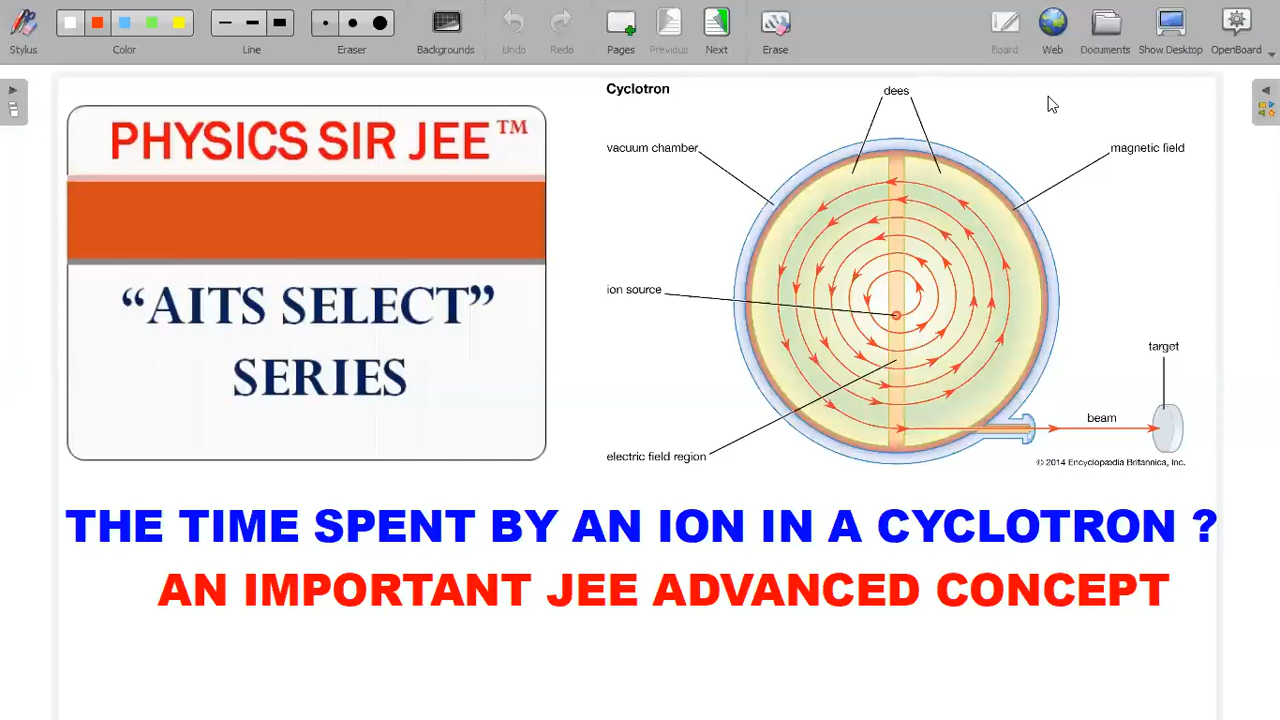 Stylus
Color
Line
Eraser
Backgrounds
Undo
Redo
Pages
Previous
Next
Erase
Board
Web
Documents
Show Desktop
OpenBoard
PHYSICS SIR JEE™
“AITS SELECT”
SERIES
Cyclotron
dees
vacuum chamber
magnetic field
ion source
target
beam
electric field region
© 2014 Encyclopædia Britannica, Inc.
THE TIME SPENT BY AN ION IN A CYCLOTRON ?
AN IMPORTANT JEE ADVANCED CONCEPT